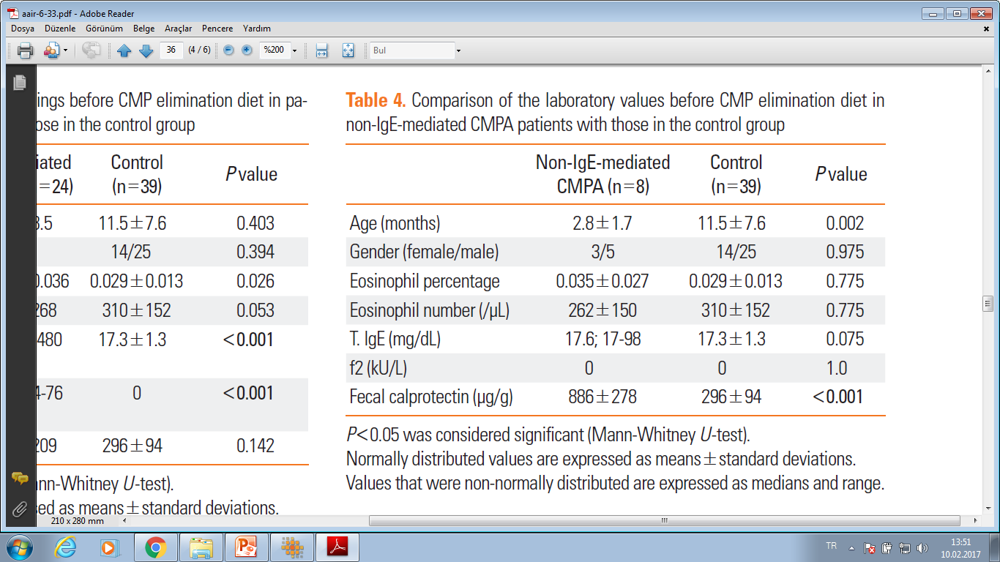 aair-6-33.pdf - Adobe Reader
Dosya Düzenle Görünüm Belge Araçlar Pencere Yardım
36 (4 / 6) %200 Bul
ings before CMP elimination diet in pa-
ose in the control group
iated Control P value
=24) (n=39)
3.5 11.5±7.6 0.403
14/25 0.394
0.036 0.029±0.013 0.026
268 310±152 0.053
480 17.3±1.3 <0.001
4-76 0 <0.001
209 296±94 0.142
nn-Whitney U-test).
sed as means±standard deviations.
Table 4. Comparison of the laboratory values before CMP elimination diet in
non-IgE-mediated CMPA patients with those in the control group
Non-IgE-mediated Control P value
CMPA (n=8) (n=39)
Age (months) 2.8±1.7 11.5±7.6 0.002
Gender (female/male) 3/5 14/25 0.975
Eosinophil percentage 0.035±0.027 0.029±0.013 0.775
Eosinophil number (/µL) 262±150 310±152 0.775
T. IgE (mg/dL) 17.6; 17-98 17.3±1.3 0.075
f2 (kU/L) 0 0 1.0
Fecal calprotectin (µg/g) 886±278 296±94 <0.001
P<0.05 was considered significant (Mann-Whitney U-test).
Normally distributed values are expressed as means±standard deviations.
Values that were non-normally distributed are expressed as medians and range.
210 x 280 mm
TR 13:51
10.02.2017